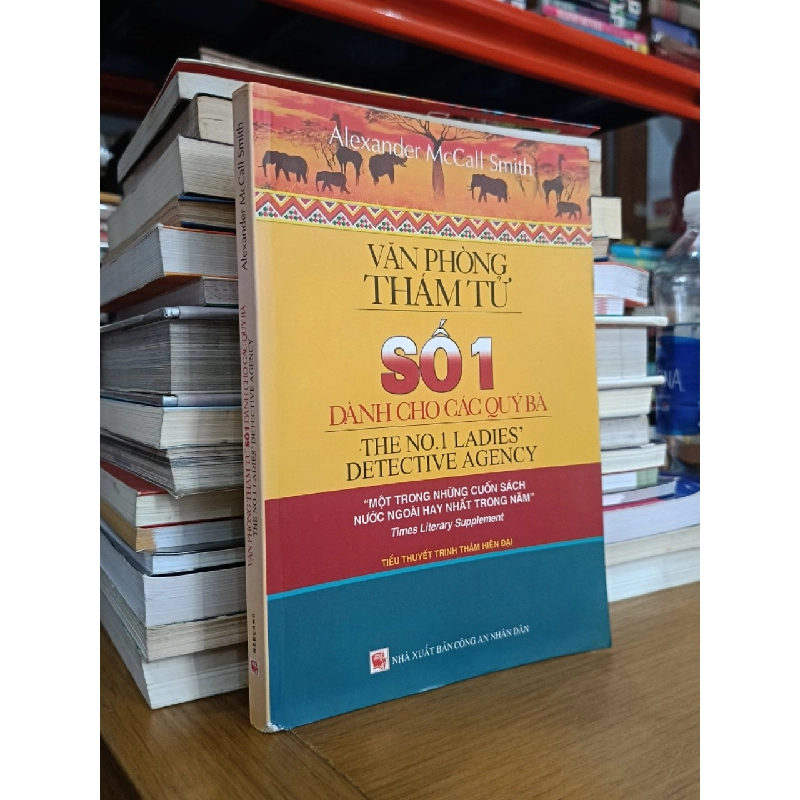 Alexander McCall Smith
VĂN PHÒNG
THÁM TỬ
SỐ 1
DÀNH CHO CÁC QUÝ BÀ
THE NO.1 LADIES'
DETECTIVE AGENCY
"MỘT TRONG NHỮNG CUỐN SÁCH
NƯỚC NGOÀI HAY NHẤT TRONG NĂM"
Times Literary Supplement
TIỂU THUYẾT TRINH THÁM HIỆN ĐẠI
NHÀ XUẤT BẢN CÔNG AN NHÂN DÂN
Alexander McCall Smith
VĂN PHÒNG THÁM TỬ SỐ 1 DÀNH CHO CÁC QUÝ BÀ
THE NO.1 LADIES' DETECTIVE AGENCY